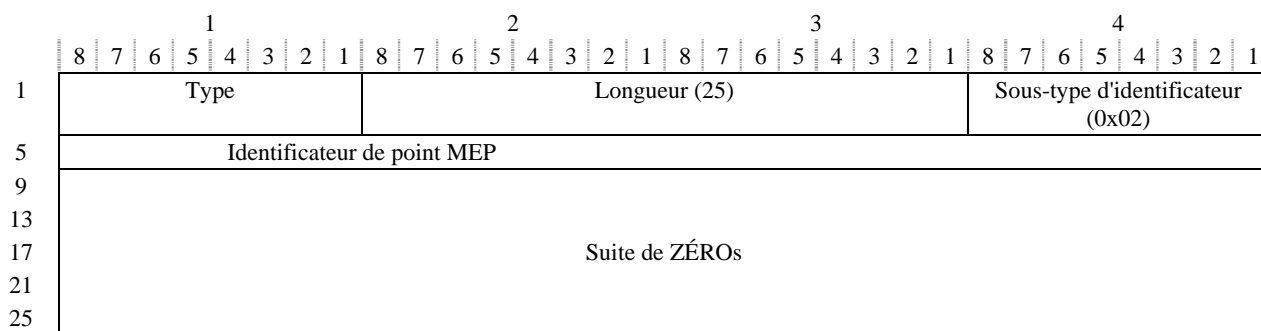 1 2 3 4
8 7 6 5 4 3 2 1 8 7 6 5 4 3 2 1 8 7 6 5 4 3 2 1 8 7 6 5 4 3 2 1
1 Type Longueur (25) Sous-type d'identificateur
(0x02)
5 Identificateur de point MEP
9
13
17 Suite de ZÉROs
21
25